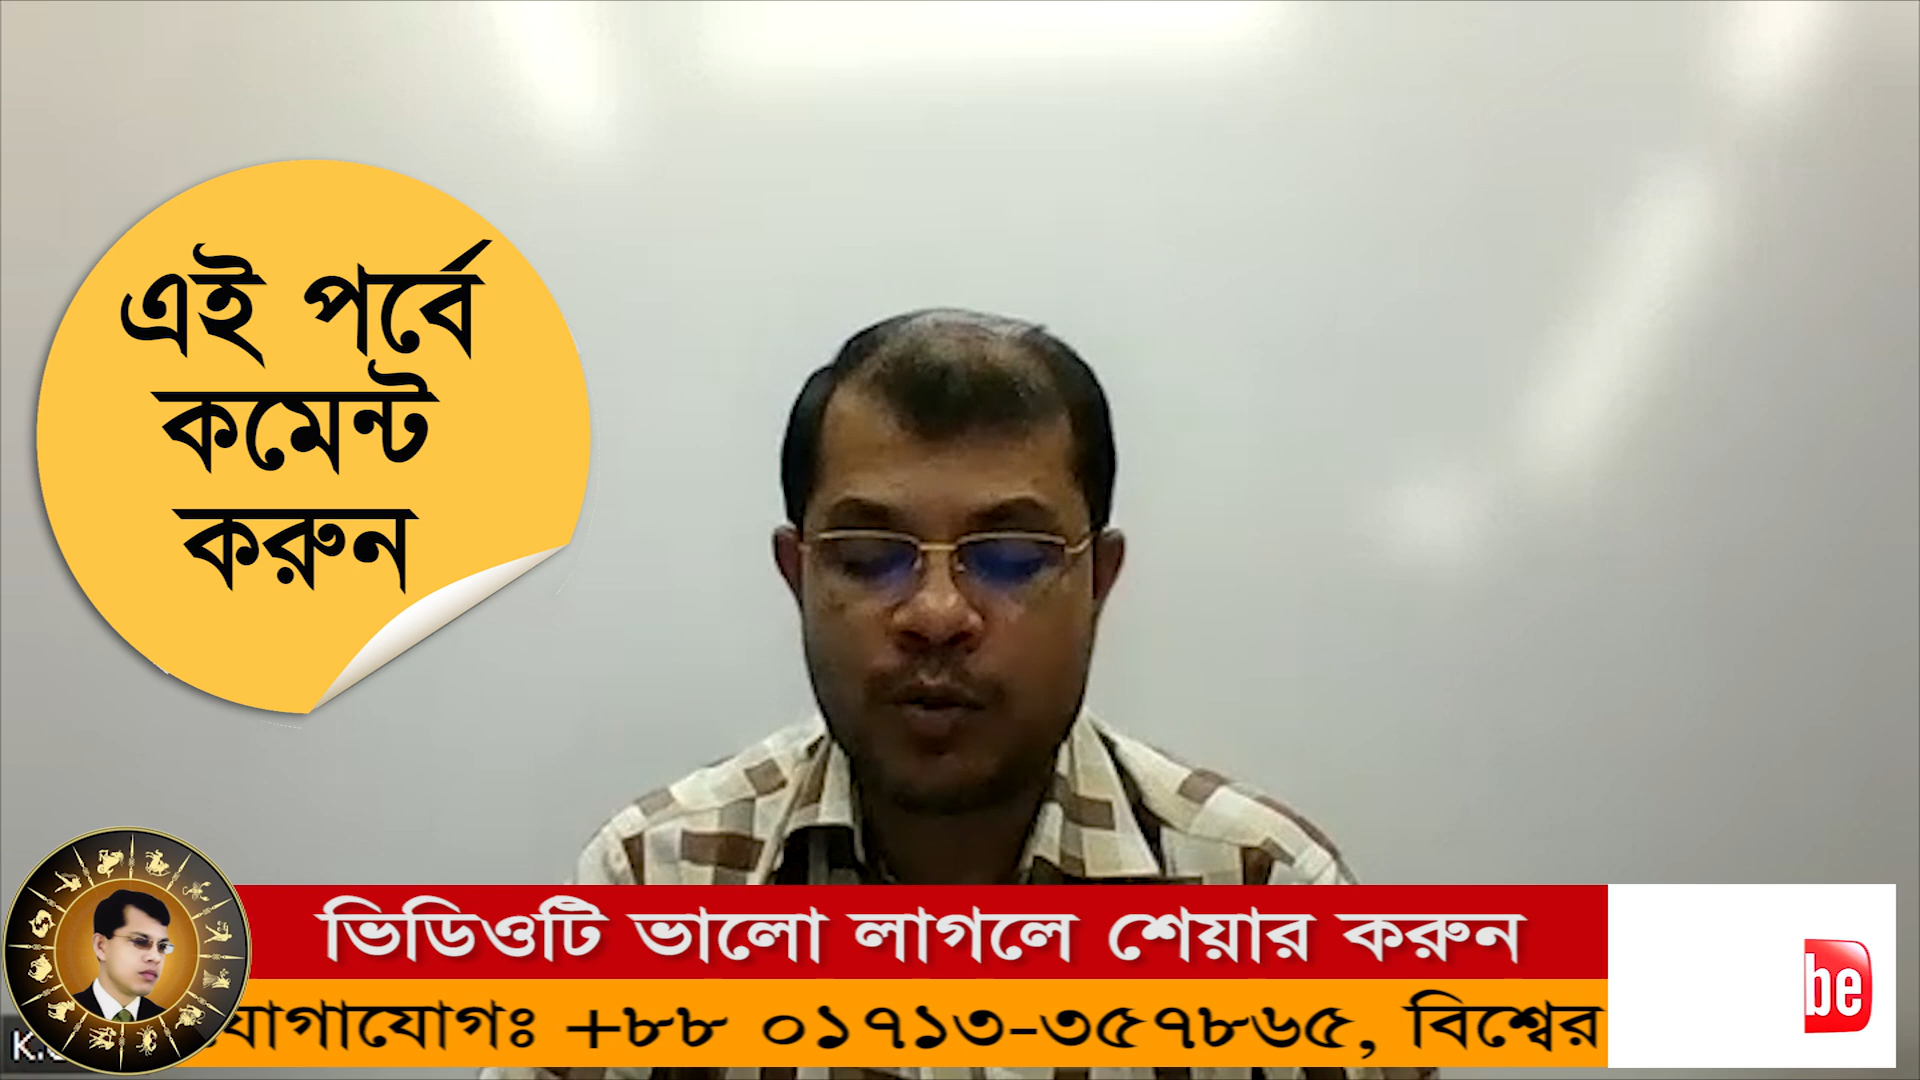 এই পর্বে
কমেন্ট
করুন
ভিডিওটি ভালো লাগলে শেয়ার করুন
যোগাযোগঃ +৮৮ ০১৭১৩-৩৫৭৮৬৫, বিশ্বের
be